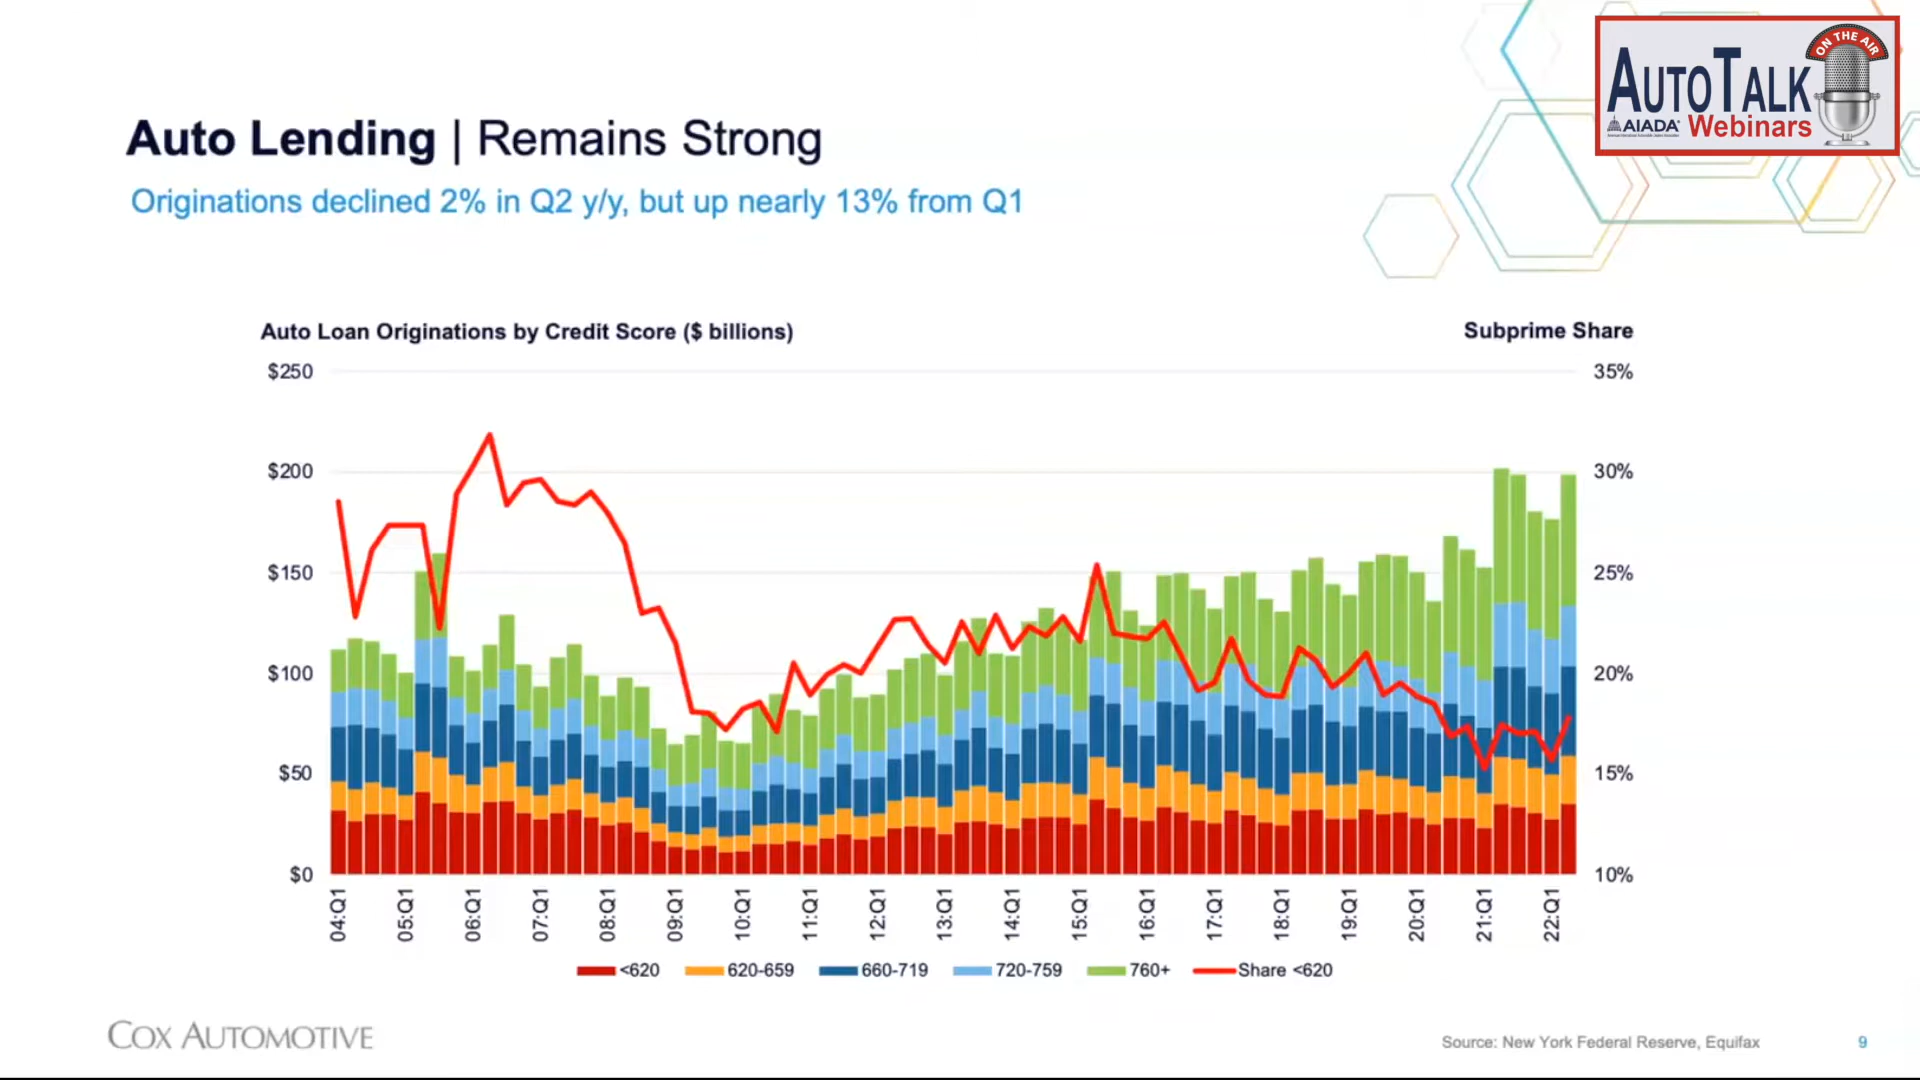 ON THE AIR
AUTOTALK
AIADA Webinars
Auto Lending | Remains Strong
Originations declined 2% in Q2 y/y, but up nearly 13% from Q1
Auto Loan Originations by Credit Score ($ billions)
Subprime Share
$250
35%
$200
30%
$150
25%
$100
20%
$50
15%
$0
10%
04:Q1
05:Q1
06:Q1
07:Q1
08:Q1
09:Q1
10:Q1
11:Q1
12:Q1
13:Q1
14:Q1
15:Q1
16:Q1
17:Q1
18:Q1
19:Q1
20:Q1
21:Q1
22:Q1
<620 620-659 660-719 720-759 760+ Share <620
COX AUTOMOTIVE
Source: New York Federal Reserve, Equifax
9